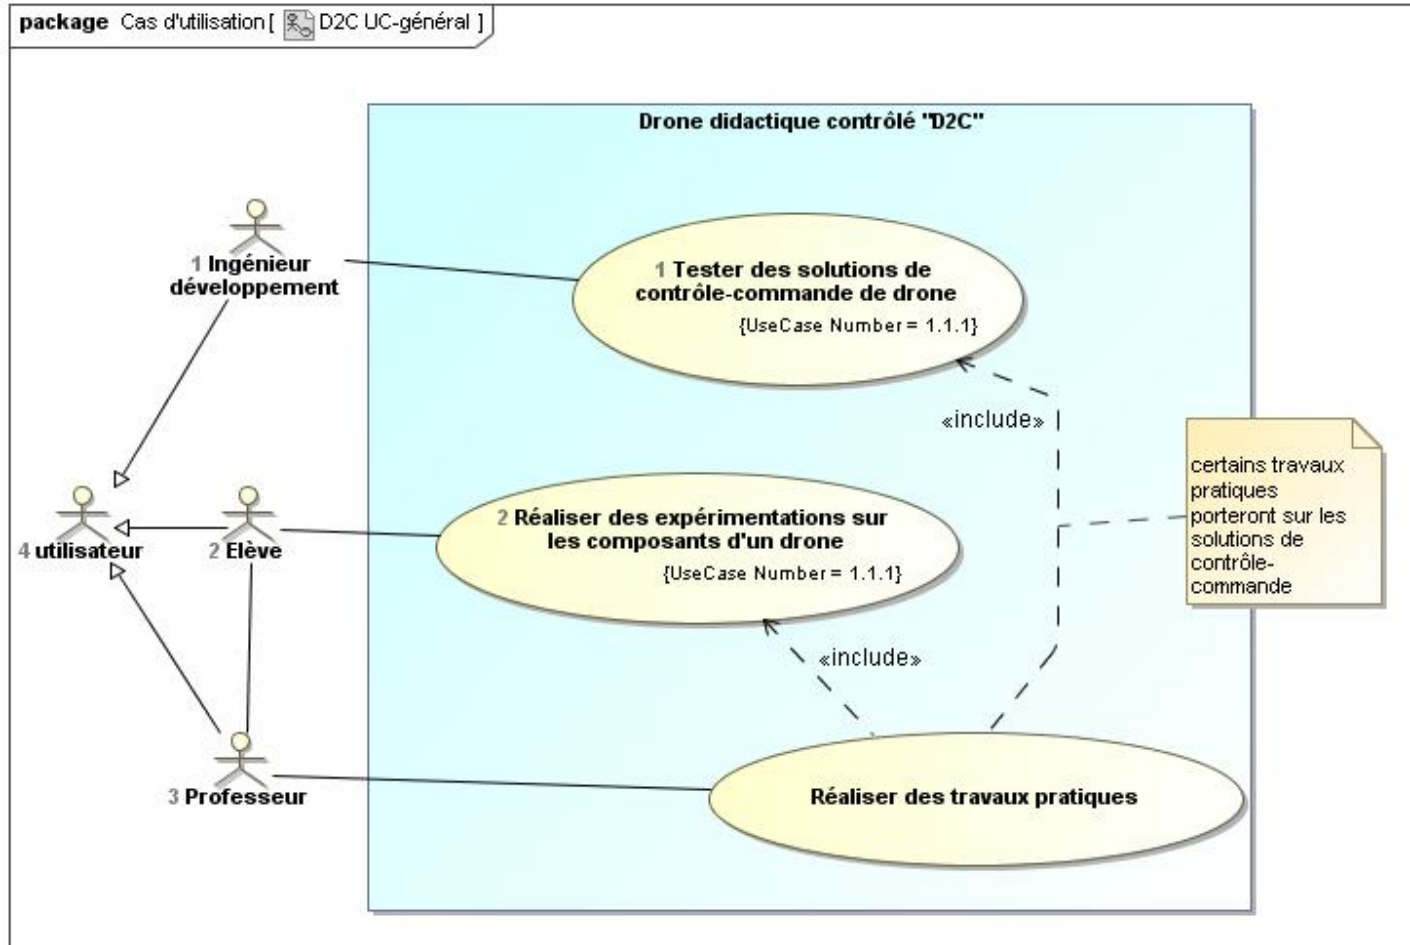 package Cas d'utilisation [ D2C UC-général ]
Drone didactique contrôlé "D2C"
1 Ingénieur
développement
1 Tester des solutions de
contrôle-commande de drone
{UseCase Number = 1.1.1}
«include»
certains travaux
pratiques
porteront sur les
solutions de
contrôle-
commande
4 utilisateur
2 Elève
2 Réaliser des expérimentations sur
les composants d'un drone
{UseCase Number = 1.1.1}
«include»
3 Professeur
Réaliser des travaux pratiques